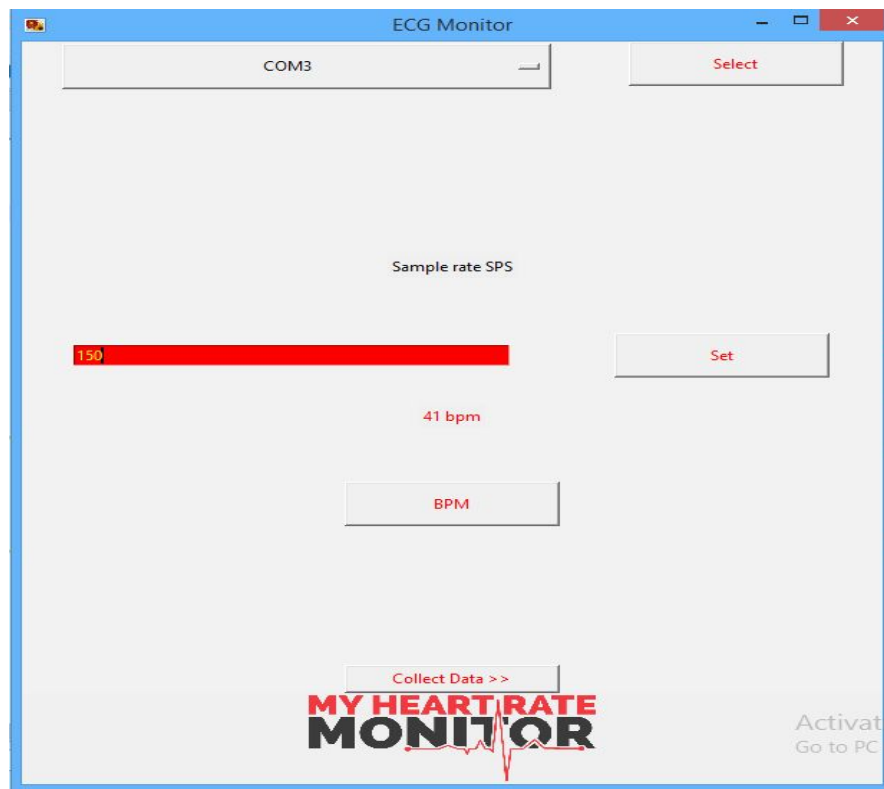 ECG Monitor
COM3
Select
Sample rate SPS
150
Set
41 bpm
BPM
Collect Data >>
MY HEART RATE
MONITOR
Activat
Go to PC